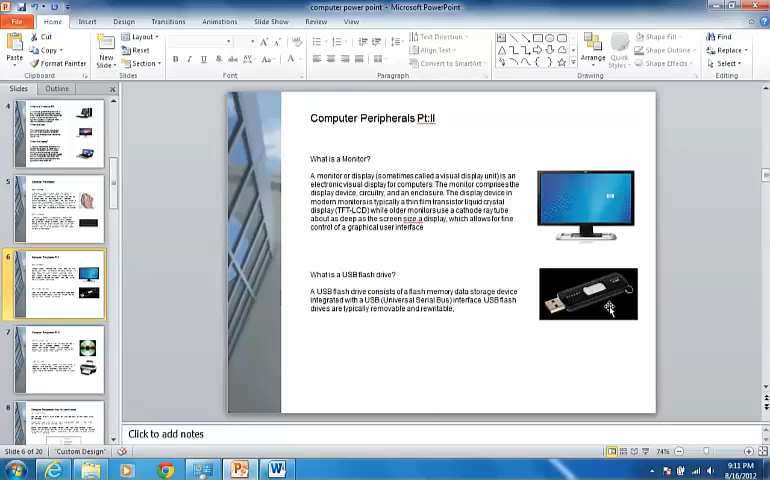 computer power point - Microsoft PowerPoint
File Home Insert Design Transitions Animations Slide Show Review View
Paste
Cut
Copy
Format Painter
Clipboard
New
Slide
Layout
Reset
Section
Slides
Font
Paragraph
Text Direction
Align Text
Convert to SmartArt
Arrange
Quick
Styles
Shape Fill
Shape Outline
Shape Effects
Drawing
Find
Replace
Select
Editing
Slides Outline
4
5
6
7
8
Computer Peripherals Pt:II
What is a Monitor?
A monitor or display (sometimes called a visual display unit) is an
electronic visual display for computers. The monitor comprises the
display device, circuitry, and an enclosure. The display device in
modern monitors is typically a thin film transistor liquid crystal
display (TFT-LCD) while older monitors use a cathode ray tube
about as deep as the screen size.a display, which allows for fine
control of a graphical user interface
What is a USB flash drive?
A USB flash drive consists of a flash memory data storage device
integrated with a USB (Universal Serial Bus) interface. USB flash
drives are typically removable and rewritable,
Click to add notes
Slide 6 of 20 "Custom Design" 74%
9:11 PM
8/16/2012